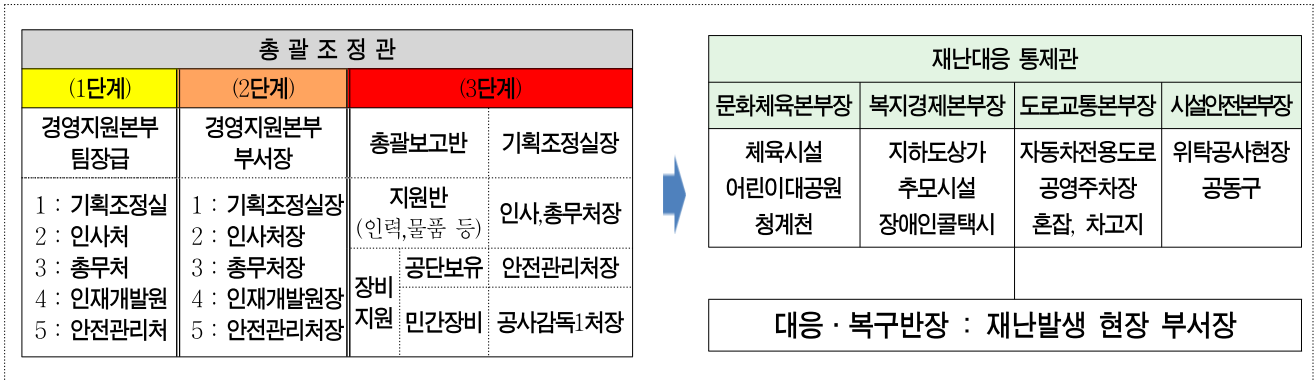 총 괄 조 정 관
(1단계) (2단계) (3단계)
경영지원본부
팀장급
경영지원본부
부서장
총괄보고반 기획조정실장
1 : 기획조정실
2 : 인사처
3 : 총무처
4 : 인재개발원
5 : 안전관리처
1 : 기획조정실장
2 : 인사처장
3 : 총무처장
4 : 인재개발원장
5 : 안전관리처장
지원반
(인력,물품 등)
인사,총무처장
장비
지원
공단보유 안전관리처장
민간장비 공사감독1처장
재난대응 통제관
문화체육본부장 복지경제본부장 도로교통본부장 시설안전본부장
체육시설
어린이대공원
청계천
지하도상가
추모시설
장애인콜택시
자동차전용도로
공영주차장
혼잡, 차고지
위탁공사현장
공동구
대응 · 복구반장 : 재난발생 현장 부서장